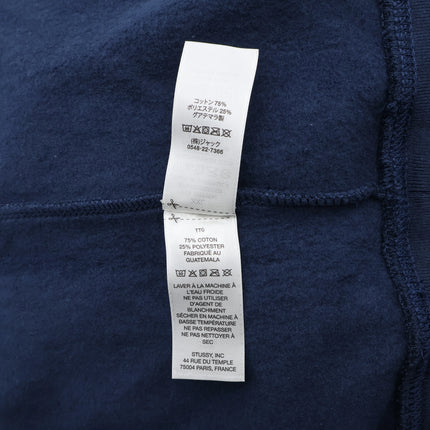 コットン 75%
ポリエステル 25%
グアテマラ製
(株)ジャック
0548-22-7366
TTG
75% COTON
25% POLYESTER
FABRIQUÉ AU
GUATEMALA
LAVER À LA MACHINE À
L'EAU FROIDE
NE PAS UTILISER
D'AGENT DE
BLANCHIMENT
SÉCHER EN MACHINE À
BASSE TEMPÉRATURE
NE PAS REPASSER
NE PAS NETTOYER À
SEC
STUSSY, INC
44 RUE DU TEMPLE
75004 PARIS, FRANCE